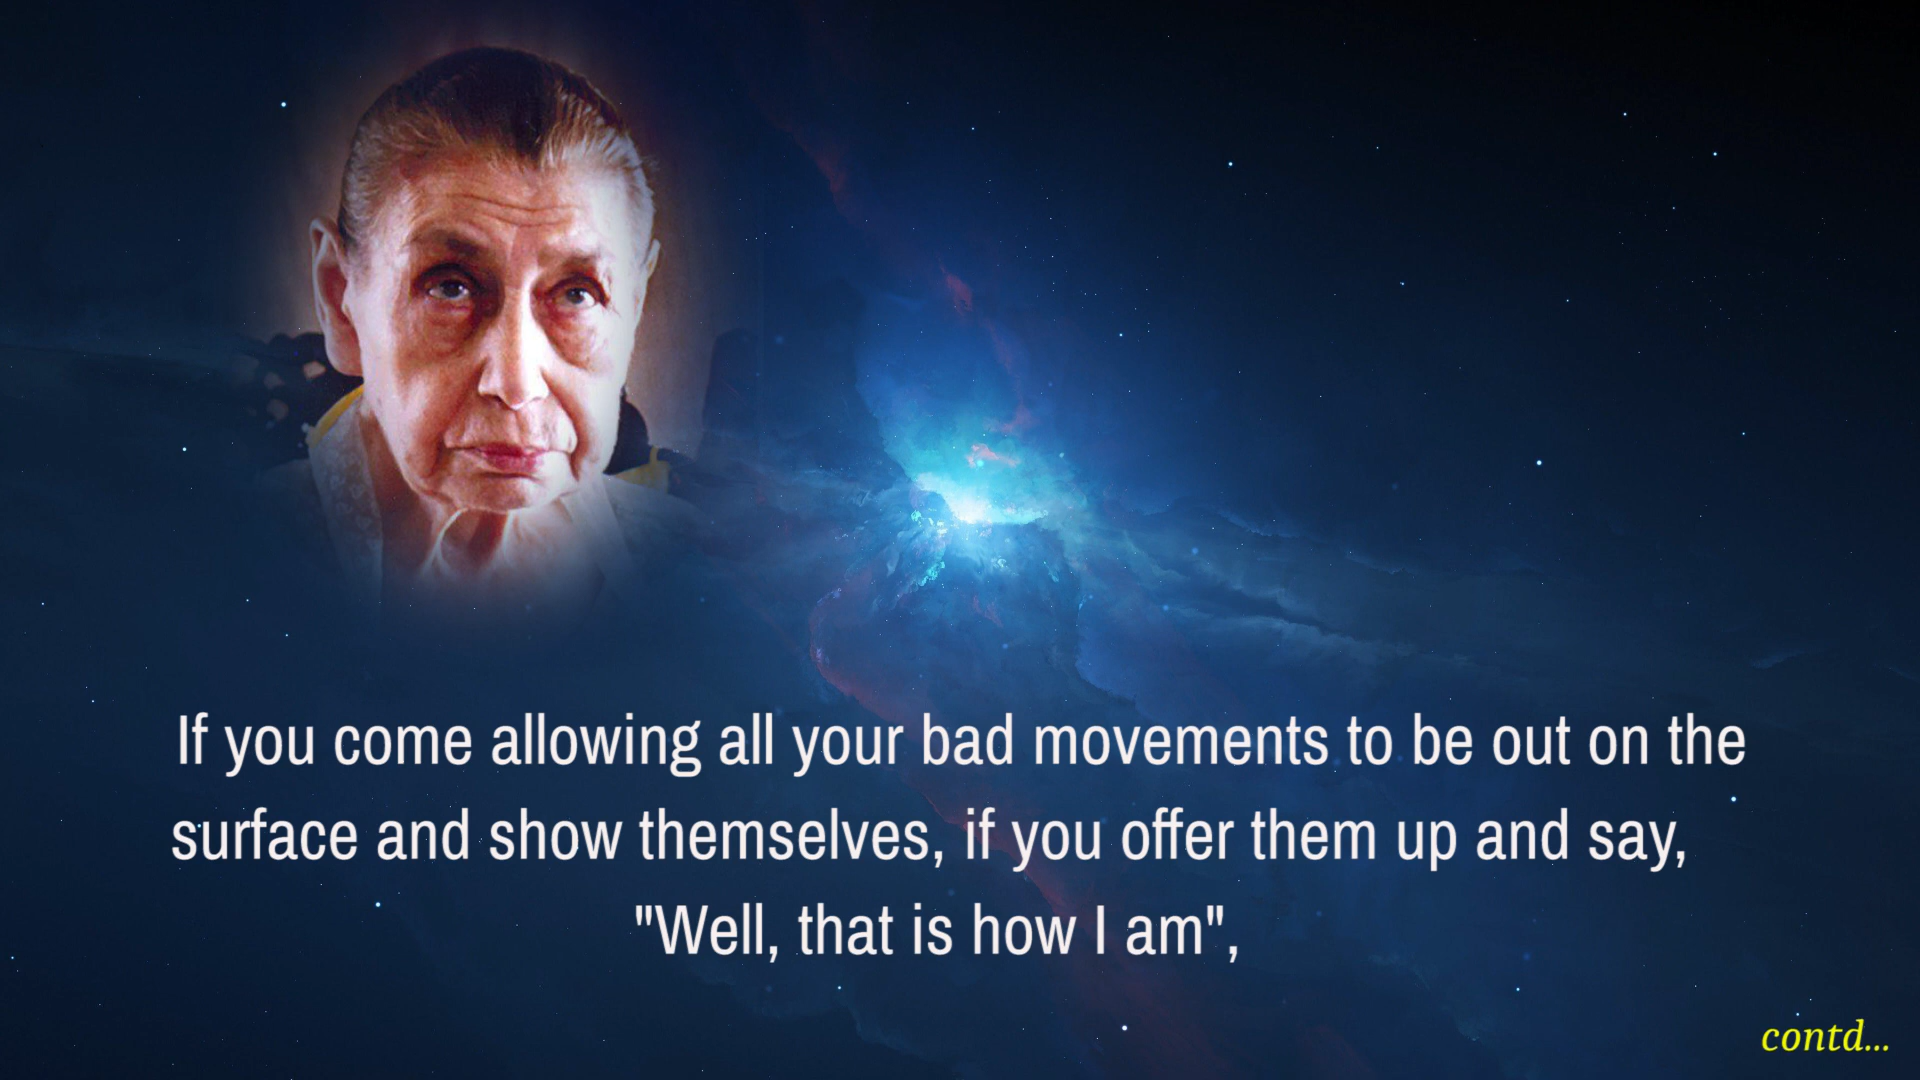 If you come allowing all your bad movements to be out on the
surface and show themselves, if you offer them up and say,
"Well, that is how I am",
contd...